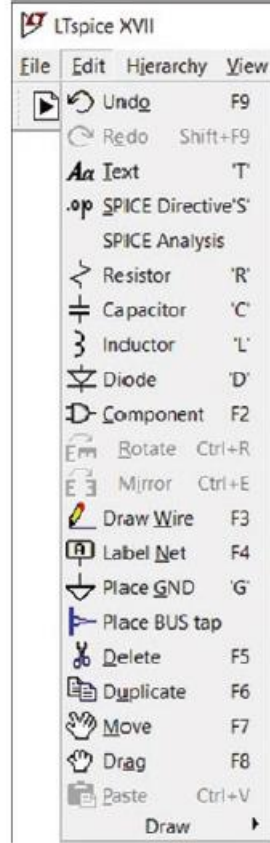 LTspice XVII
File Edit Hierarchy View
Undo F9
Redo Shift+F9
Aa Text 'T'
.op SPICE Directive'S'
SPICE Analysis
Resistor 'R'
Capacitor 'C'
Inductor 'L'
Diode 'D'
Component F2
Rotate Ctrl+R
Mirror Ctrl+E
Draw Wire F3
A Label Net F4
Place GND 'G'
Place BUS tap
Delete F5
Duplicate F6
Move F7
Drag F8
Paste Ctrl+V
Draw